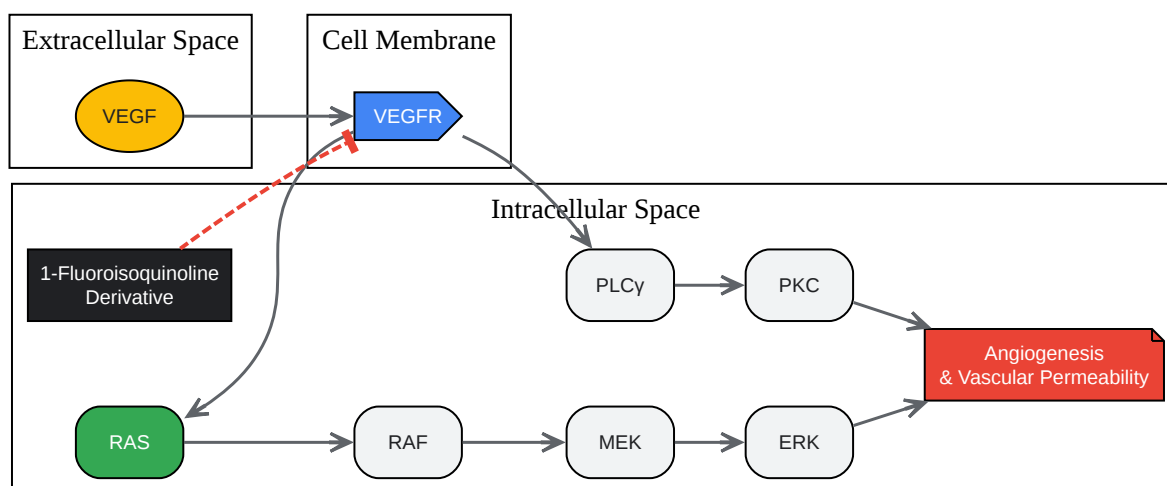 Extracellular Space
Cell Membrane
VEGF
VEGFR
Intracellular Space
1-Fluoroisoquinoline
Derivative
PLCγ
PKC
Angiogenesis
& Vascular Permeability
RAS
RAF
MEK
ERK